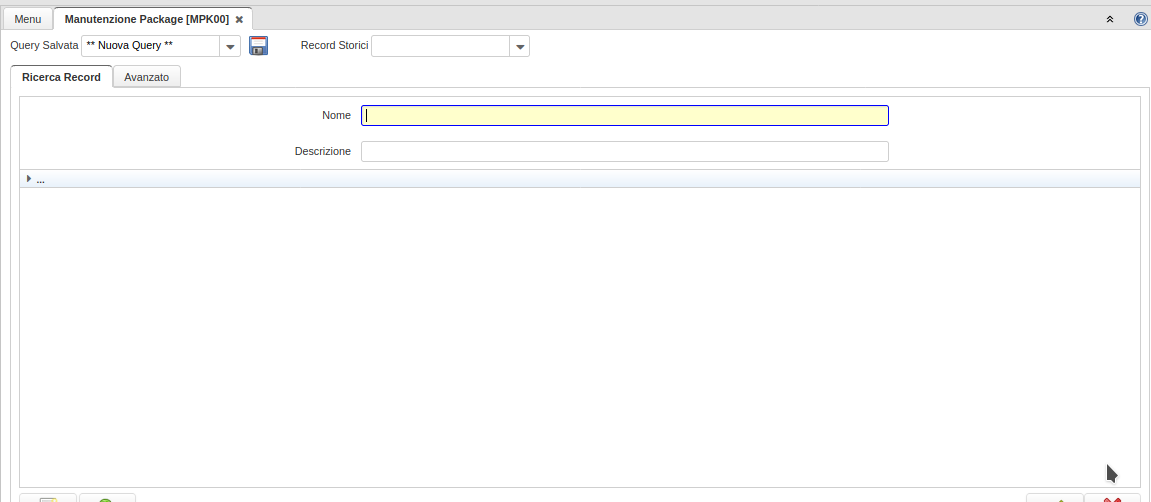 Menu Manutenzione Package [MPK00]
Query Salvata ** Nuova Query ** Record Storici
Ricerca Record Avanzato
Nome
Descrizione
...